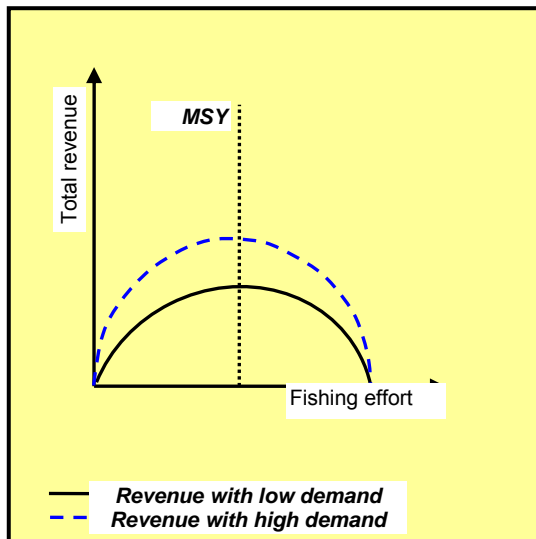 Total revenue
MSY
Fishing effort
Revenue with low demand
Revenue with high demand